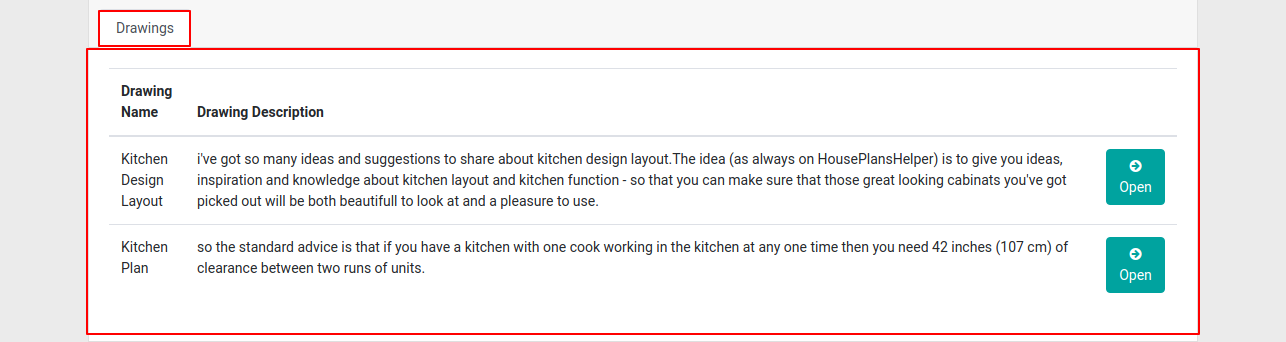 Drawings
Drawing
Name
Drawing Description
Kitchen
Design
Layout
i've got so many ideas and suggestions to share about kitchen design layout.The idea (as always on HousePlansHelper) is to give you ideas,
inspiration and knowledge about kitchen layout and kitchen function - so that you can make sure that those great looking cabinats you've got
picked out will be both beautifull to look at and a pleasure to use.
Open
Kitchen
Plan
so the standard advice is that if you have a kitchen with one cook working in the kitchen at any one time then you need 42 inches (107 cm) of
clearance between two runs of units.
Open